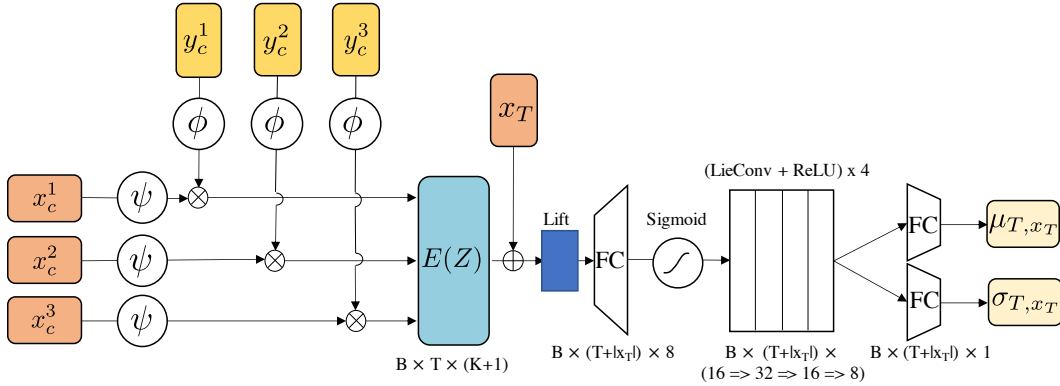 y_c^1 y_c^2 y_c^3
ϕ ϕ ϕ
x_T
x_c^1 ψ
x_c^2 ψ
x_c^3 ψ
E(Z)
B × T × (K+1)
Lift
FC
B × (T+|x_T|) × 8
Sigmoid
(LieConv + ReLU) x 4
B × (T+|x_T|) ×
(16 => 32 => 16 => 8)
FC
FC
B × (T+|x_T|) × 1
μ_{T,x_T}
σ_{T,x_T}